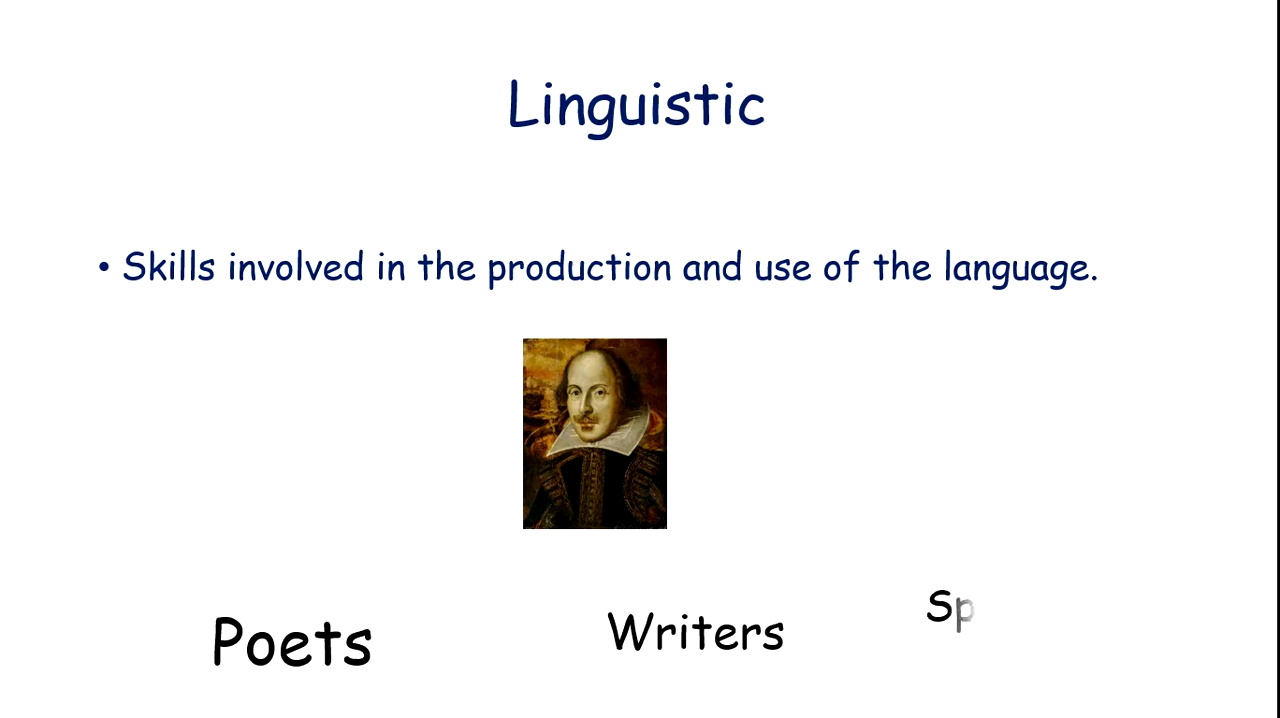 Linguistic
• Skills involved in the production and use of the language.
Poets
Writers
Sp